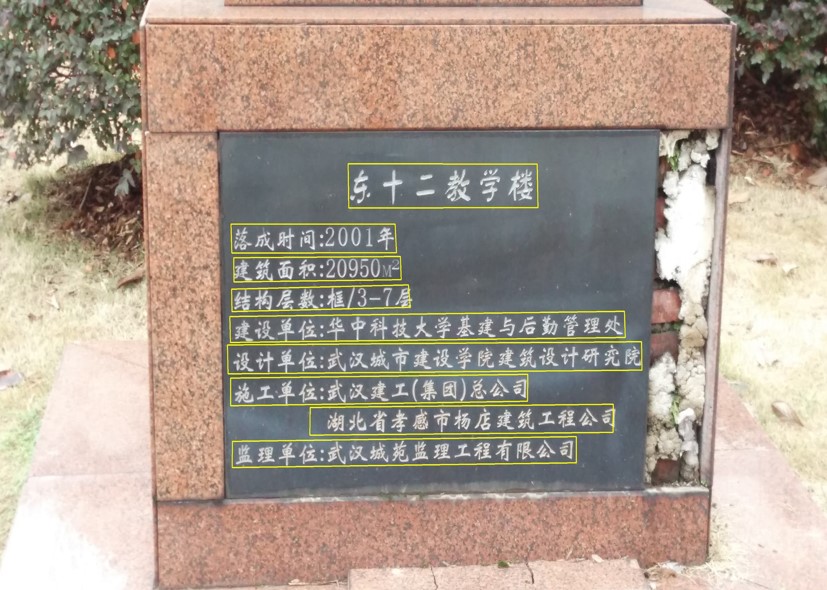 东十二教学楼
落成时间:2001年
建筑面积:20950M²
结构层数:框/3-7层
建设单位:华中科技大学基建与后勤管理处
设计单位:武汉城市建设学院建筑设计研究院
施工单位:武汉建工(集团)总公司
湖北省孝感市杨店建筑工程公司
监理单位:武汉城苑监理工程有限公司